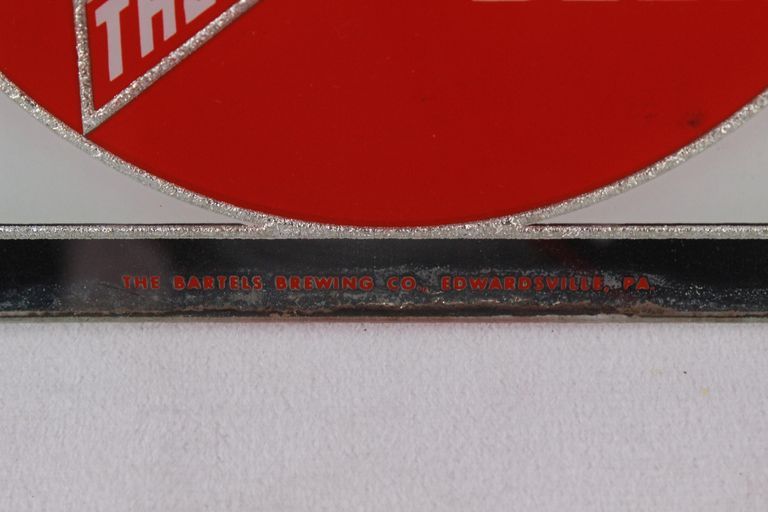 THE
THE BARTELS BREWING CO., EDWARDSVILLE, PA.